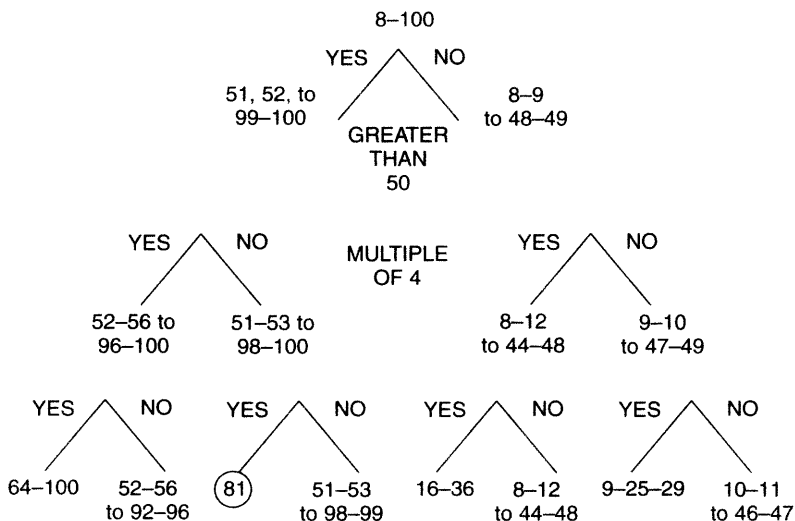 8–100
YES NO
51, 52, to
99–100
8–9
to 48–49
GREATER
THAN
50
YES NO
MULTIPLE
OF 4
YES NO
52–56 to
96–100
51–53 to
98–100
8–12
to 44–48
9–10
to 47–49
YES NO YES NO YES NO YES NO
64–100
52–56
to 92–96
81
51–53
to 98–99
16–36
8–12
to 44–48
9–25–29
10–11
to 46–47